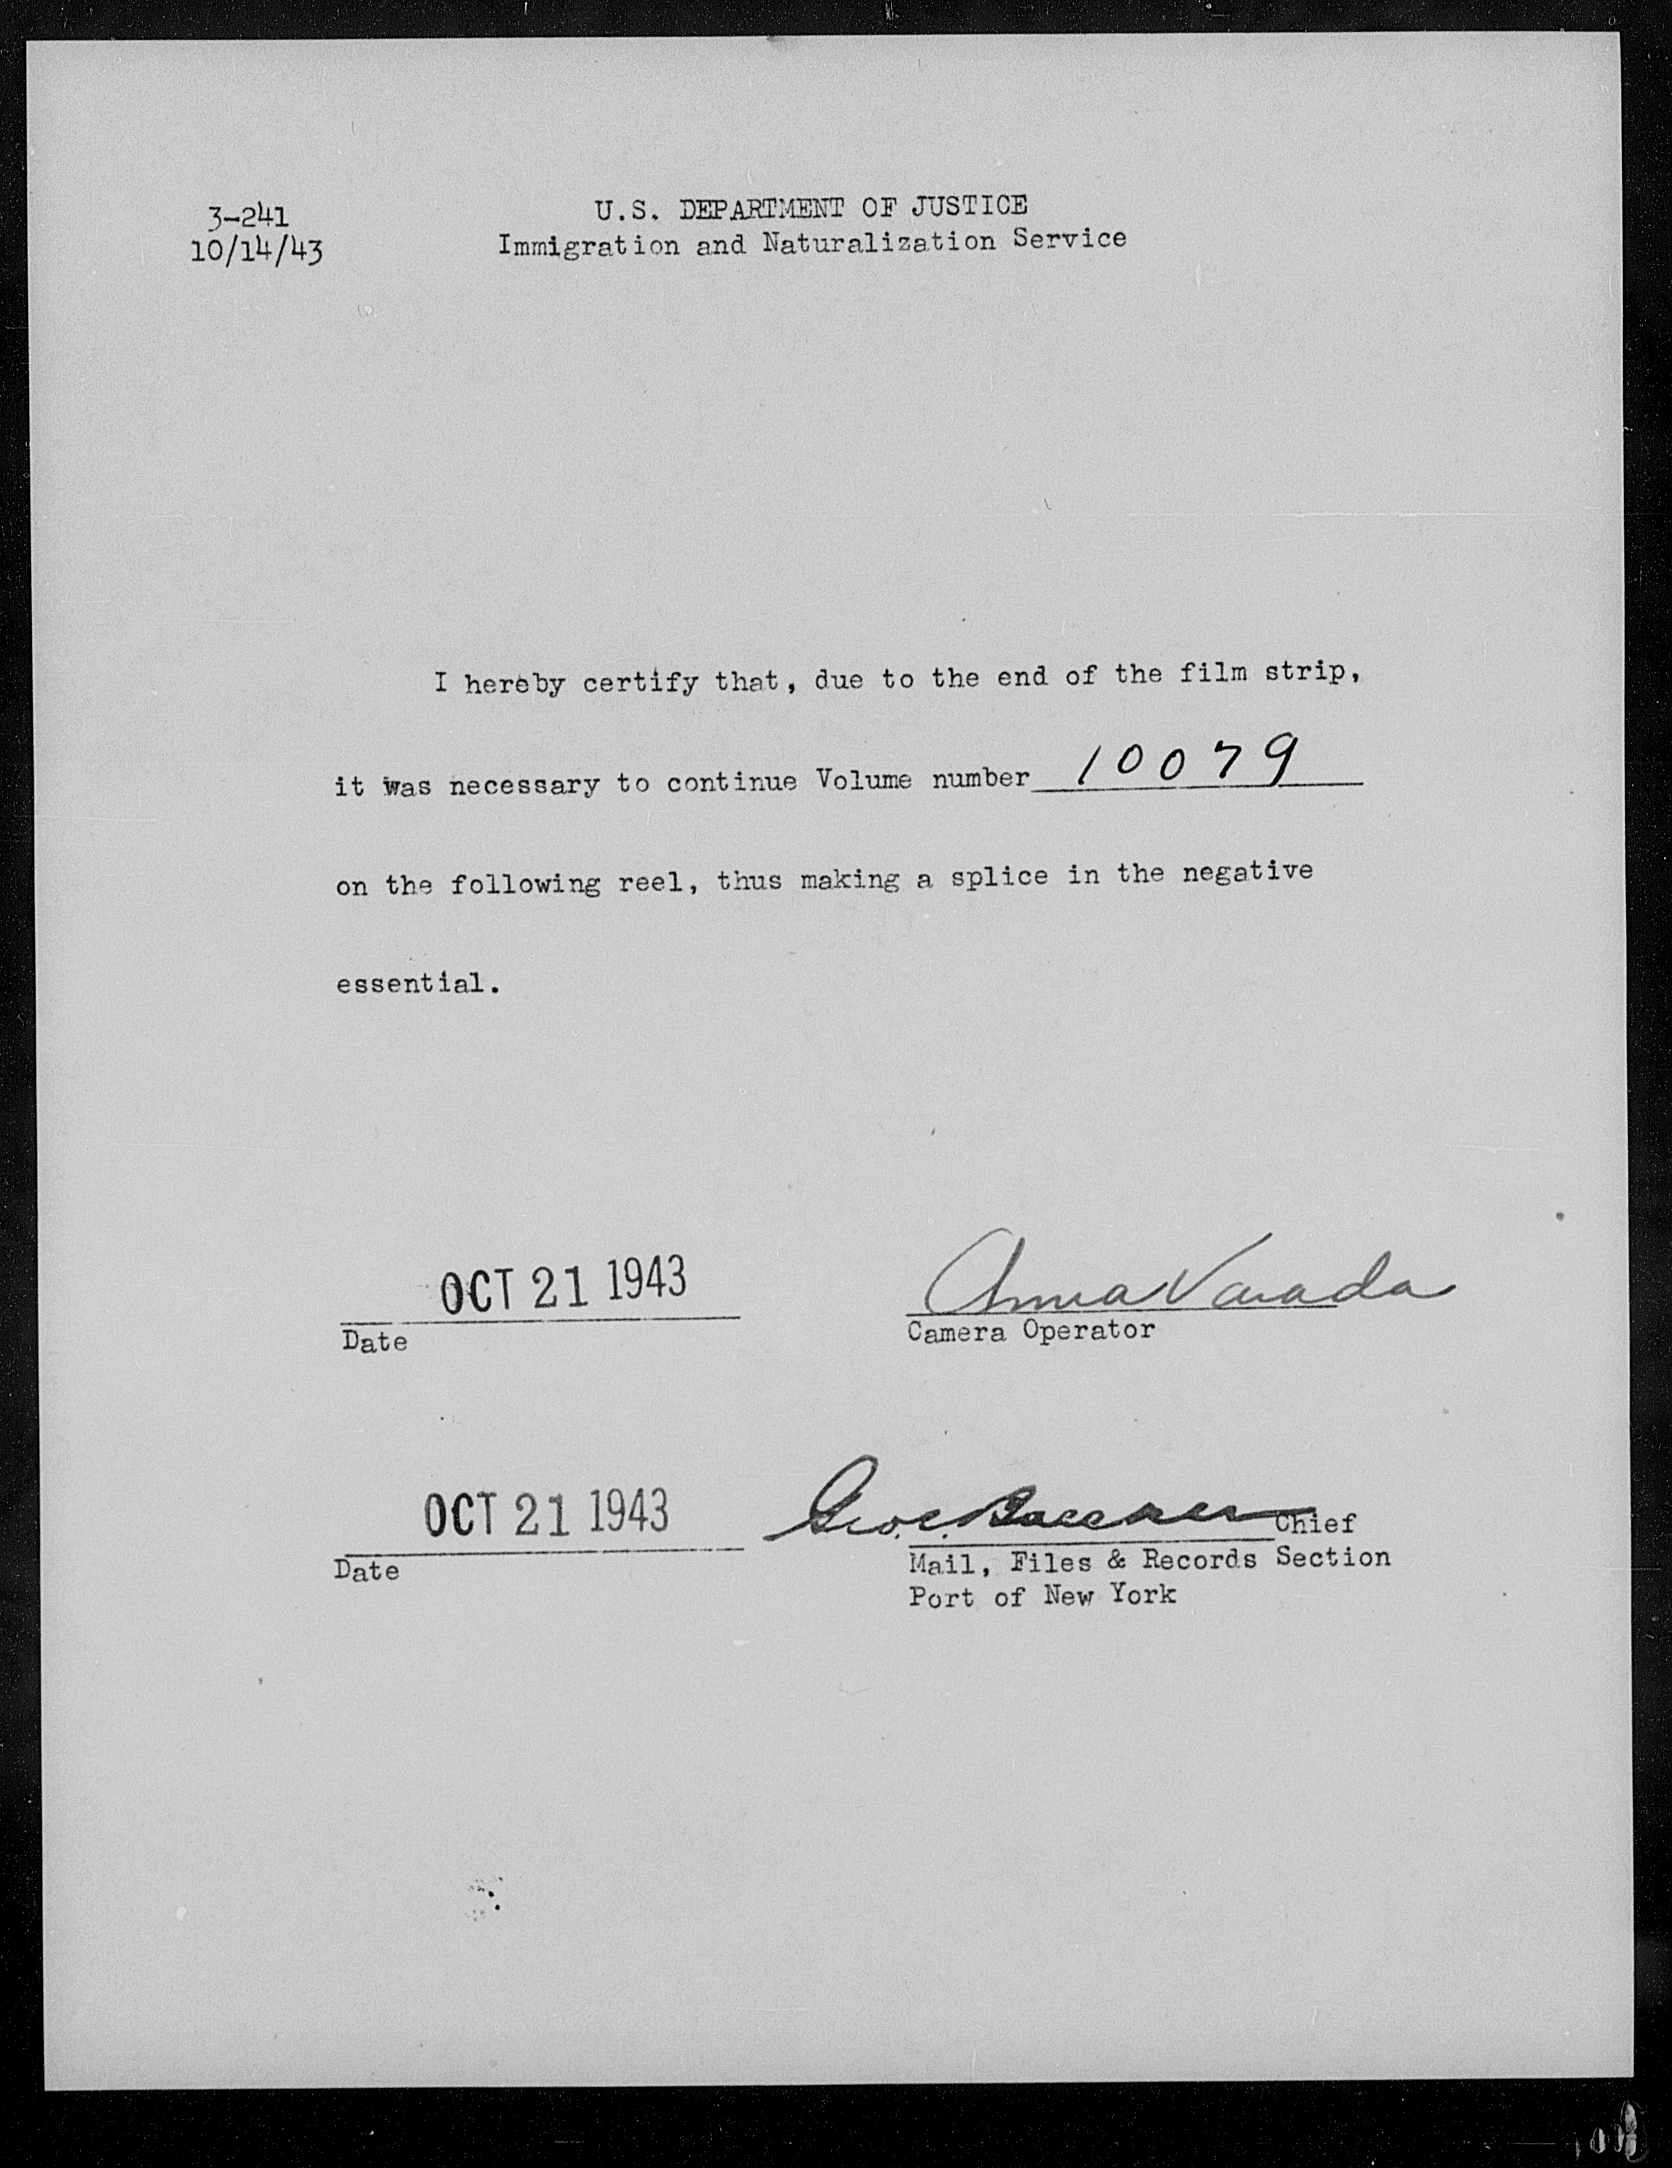 3-241
10/14/43
U.S. DEPARTMENT OF JUSTICE
Immigration and Naturalization Service
I hereby certify that, due to the end of the film strip,
it was necessary to continue Volume number 10079
on the following reel, thus making a splice in the negative
essential.
OCT 21 1943
Date
Anna Varada
Camera Operator
OCT 21 1943
Date
Geo. C. Chief
Mail, Files & Records Section
Port of New York